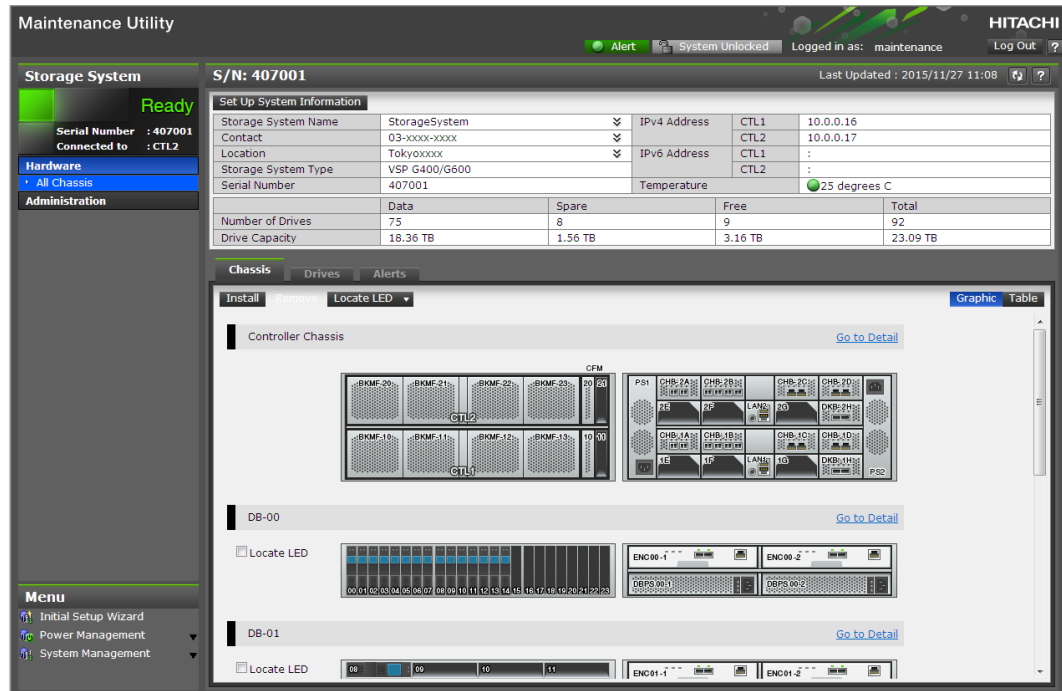 Maintenance Utility
HITACHI
Alert System Unlocked Logged in as: maintenance Log Out ?
Storage System
Ready
Serial Number : 407001
Connected to : CTL2
Hardware
All Chassis
Administration
S/N: 407001
Last Updated : 2015/11/27 11:08 ?
Set Up System Information
Storage System Name StorageSystem IPv4 Address CTL1 10.0.0.16
Contact 03-xxxx-xxxx CTL2 10.0.0.17
Location Tokyoxxxx IPv6 Address CTL1 :
Storage System Type VSP G400/G600 CTL2 :
Serial Number 407001 Temperature 25 degrees C
Data Spare Free Total
Number of Drives 75 8 9 92
Drive Capacity 18.36 TB 1.56 TB 3.16 TB 23.09 TB
Chassis Drives Alerts
Install Remove Locate LED Graphic Table
Controller Chassis Go to Detail
CFM
BKMF-20 BKMF-21 BKMF-22 BKMF-23 20 21
CTL2
BKMF-10 BKMF-11 BKMF-12 BKMF-13 10 11
CTL1
PS1 CHB-2A CHB-2B CHB-2C CHB-2D
2E 2F LAN2 2G DKB-2H
CHB-1A CHB-1B CHB-1C CHB-1D
1E 1F LAN1 1G DKB-1H PS2
DB-00 Go to Detail
Locate LED
00 01 02 03 04 05 06 07 08 09 10 11 12 13 14 15 16 17 18 19 20 21 22 23
ENC00-1 ENC00-2
DBPS00-1 DBPS00-2
DB-01 Go to Detail
Locate LED
08 09 10 11
ENC01-1 ENC01-2
Menu
Initial Setup Wizard
Power Management
System Management